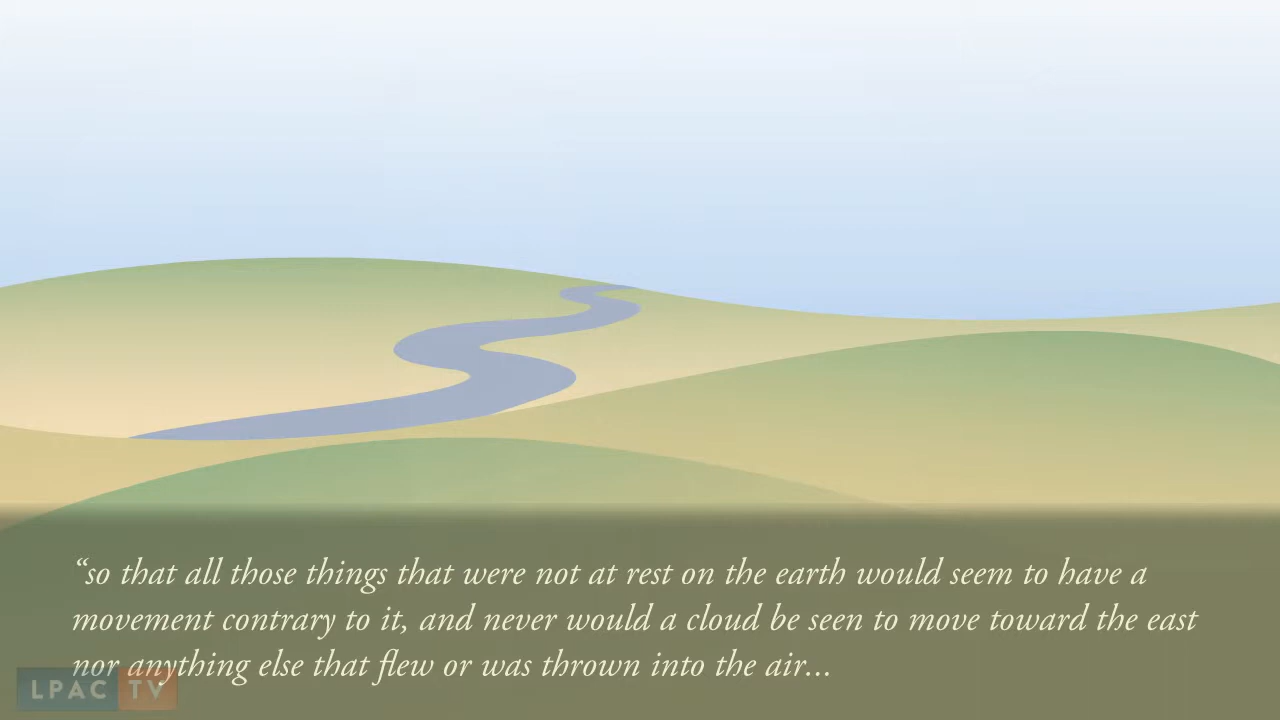 “so that all those things that were not at rest on the earth would seem to have a
movement contrary to it, and never would a cloud be seen to move toward the east
nor anything else that flew or was thrown into the air...
LPAC TV